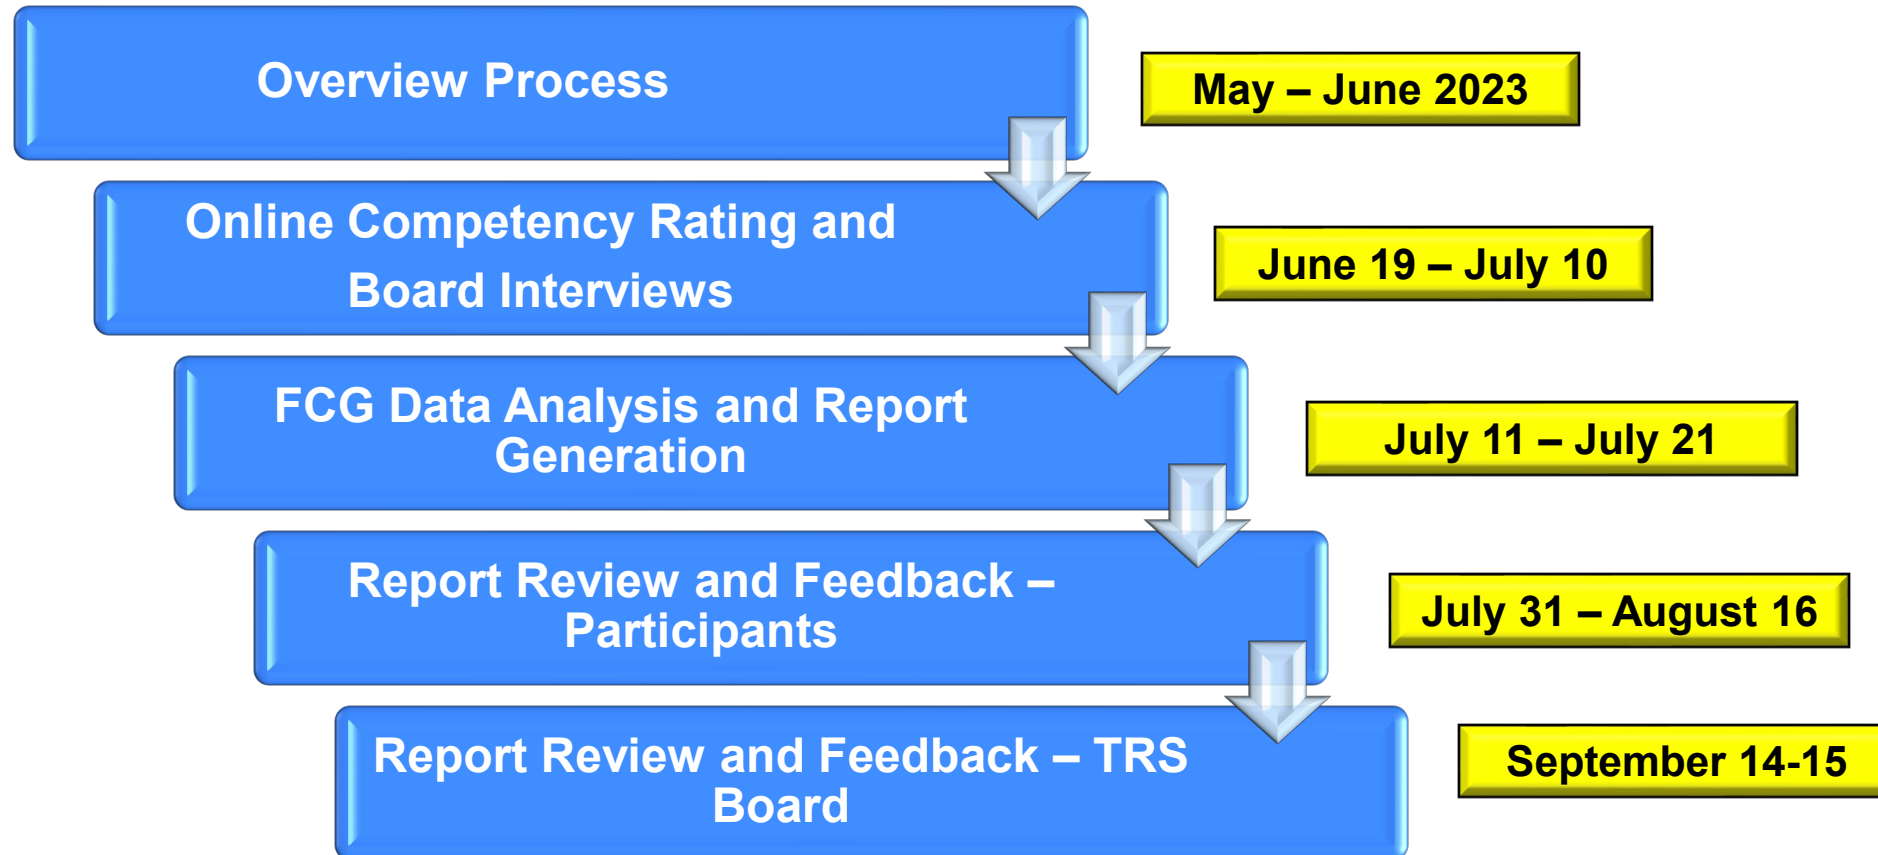 Overview Process
May – June 2023
Online Competency Rating and
Board Interviews
June 19 – July 10
FCG Data Analysis and Report
Generation
July 11 – July 21
Report Review and Feedback –
Participants
July 31 – August 16
Report Review and Feedback – TRS
Board
September 14-15